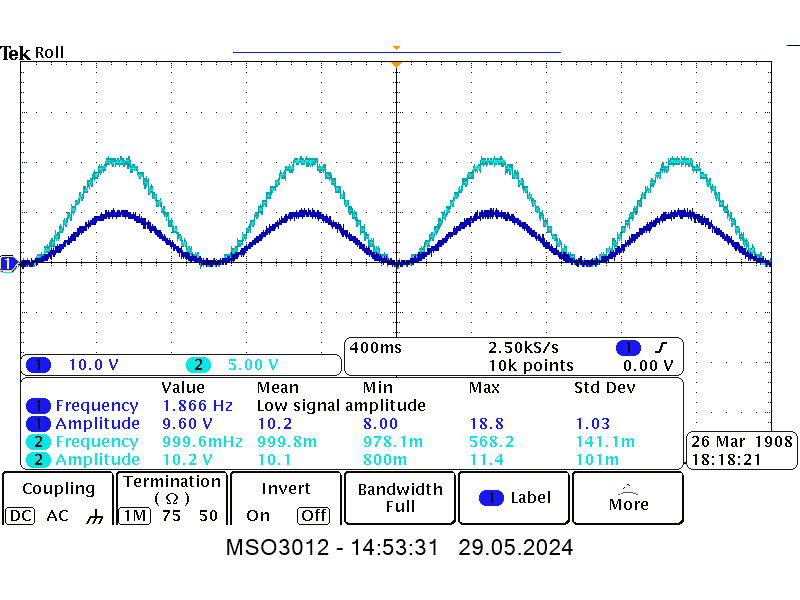 Tek Roll
1
1 10.0 V 2 5.00 V
400ms 2.50kS/s 1
10k points 0.00 V
Value Mean Min Max Std Dev
1 Frequency 1.866 Hz Low signal amplitude
1 Amplitude 9.60 V 10.2 8.00 18.8 1.03
2 Frequency 999.6mHz 999.8m 978.1m 568.2 141.1m
2 Amplitude 10.2 V 10.1 800m 11.4 101m
26 Mar 1908
18:18:21
Coupling
DC AC
Termination
(Ω)
1M 75 50
Invert
On Off
Bandwidth
Full
1 Label
More
MSO3012 - 14:53:31 29.05.2024